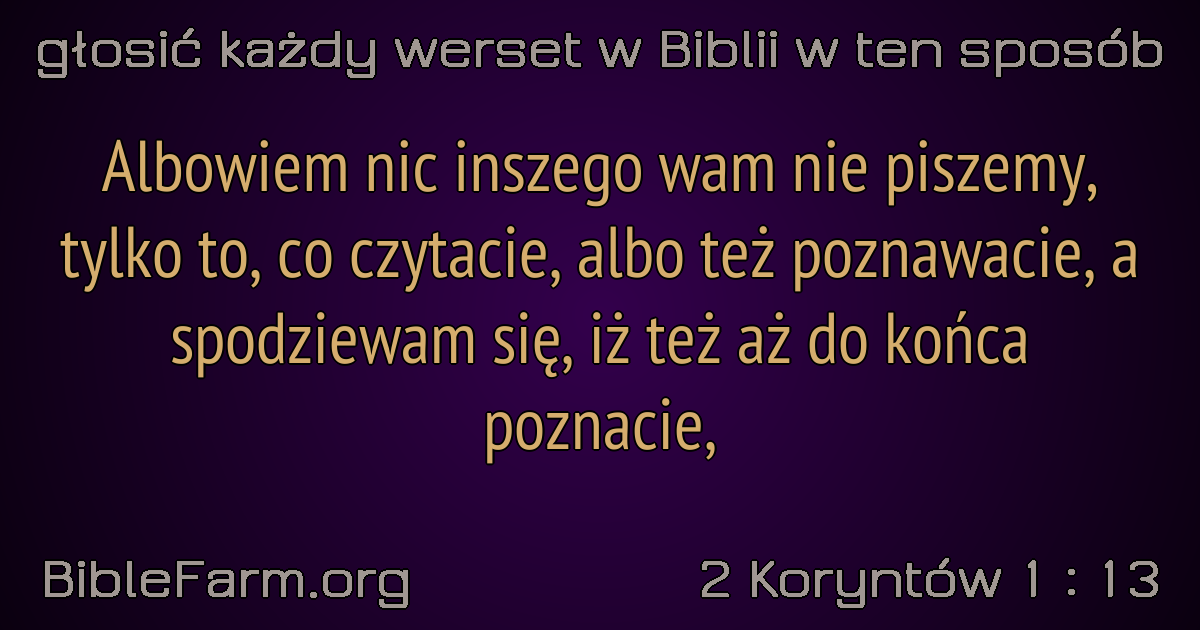 głosić każdy werset w Biblii w ten sposób
Albowiem nic inszego wam nie piszemy,
tylko to, co czytacie, albo też poznawacie, a
spodziewam się, iż też aż do końca
poznacie,
BibleFarm.org
2 Koryntów 1 : 13